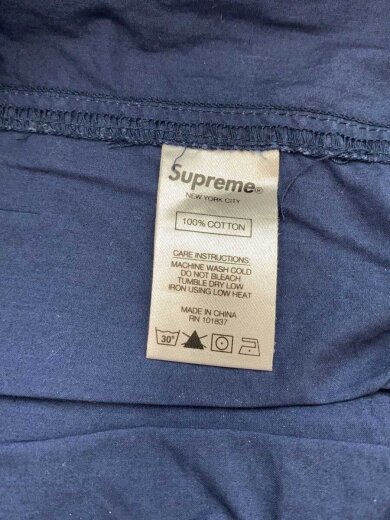 Supreme®
NEW YORK CITY
100% COTTON
CARE INSTRUCTIONS:
MACHINE WASH COLD
DO NOT BLEACH
TUMBLE DRY LOW
IRON USING LOW HEAT
MADE IN CHINA
RN 101837
30°